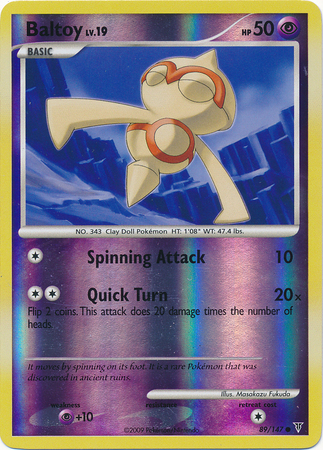 Baltoy LV.19 HP 50
BASIC
NO. 343 Clay Doll Pokémon HT: 1'08" WT: 47.4 lbs.
Spinning Attack 10
Quick Turn 20x
Flip 2 coins. This attack does 20 damage times the number of
heads.
It moves by spinning on its foot. It is a rare Pokémon that was
discovered in ancient ruins.
Illus. Masakazu Fukuda
weakness resistance retreat cost
+10
©2009 Pokémon/Nintendo 89/147